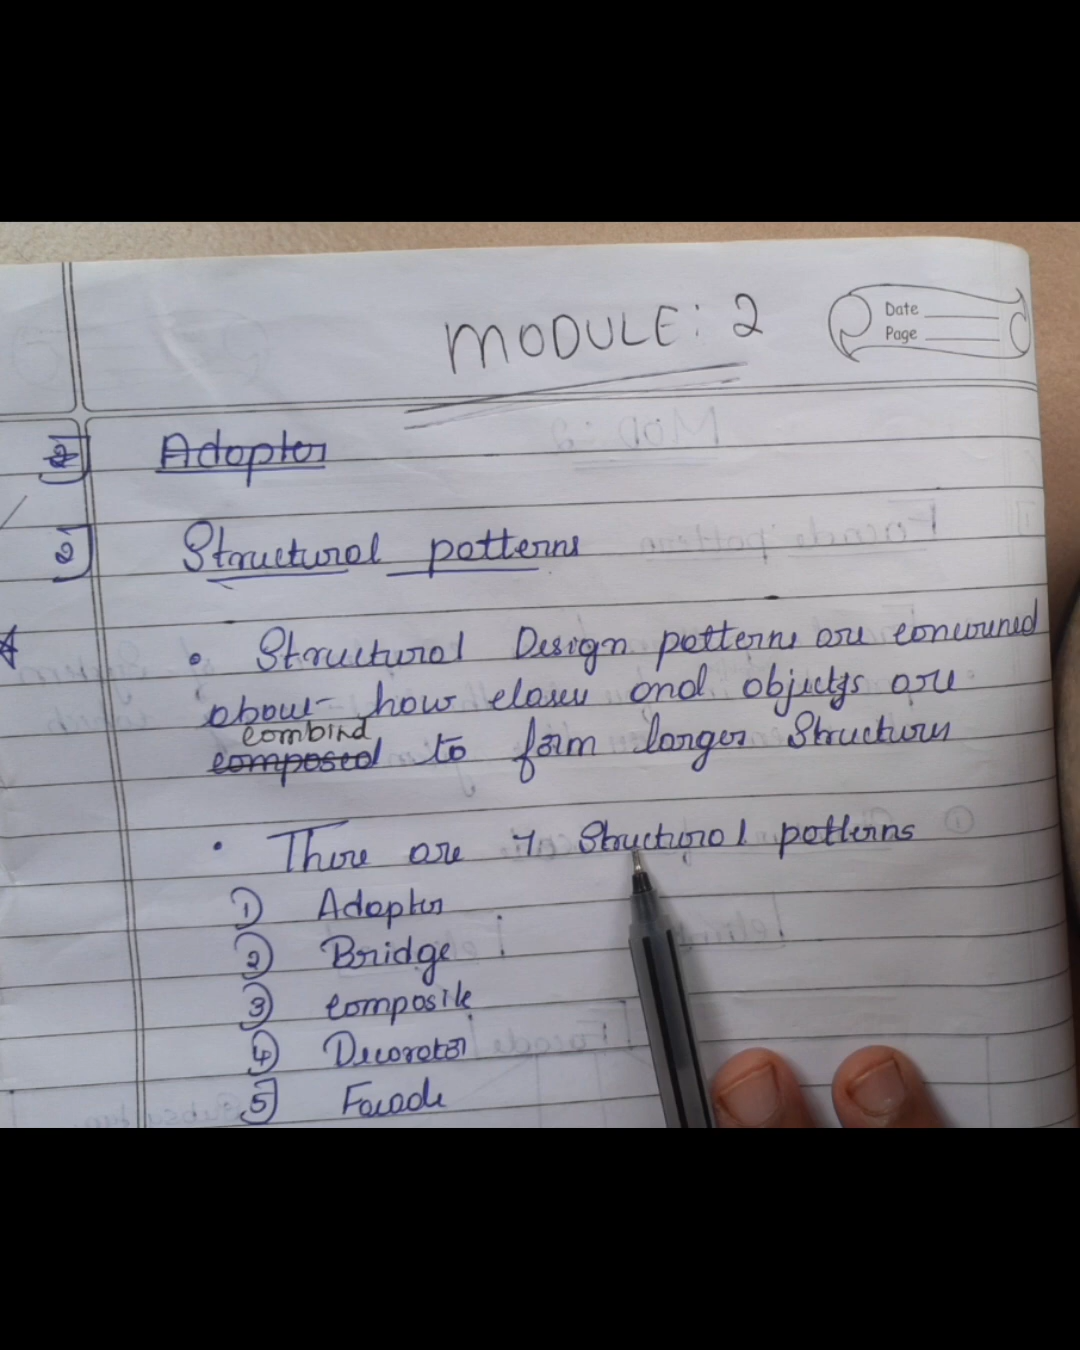 MODULE: 2
Date
Page
Adapter
2] Structural patterns
• Structural Design patterns are concerned
about how classes and objects are
combind
composed to form larger Structures
• There are 7 Structural patterns
① Adapter
② Bridge
③ composite
④ Decorator
5] Facade